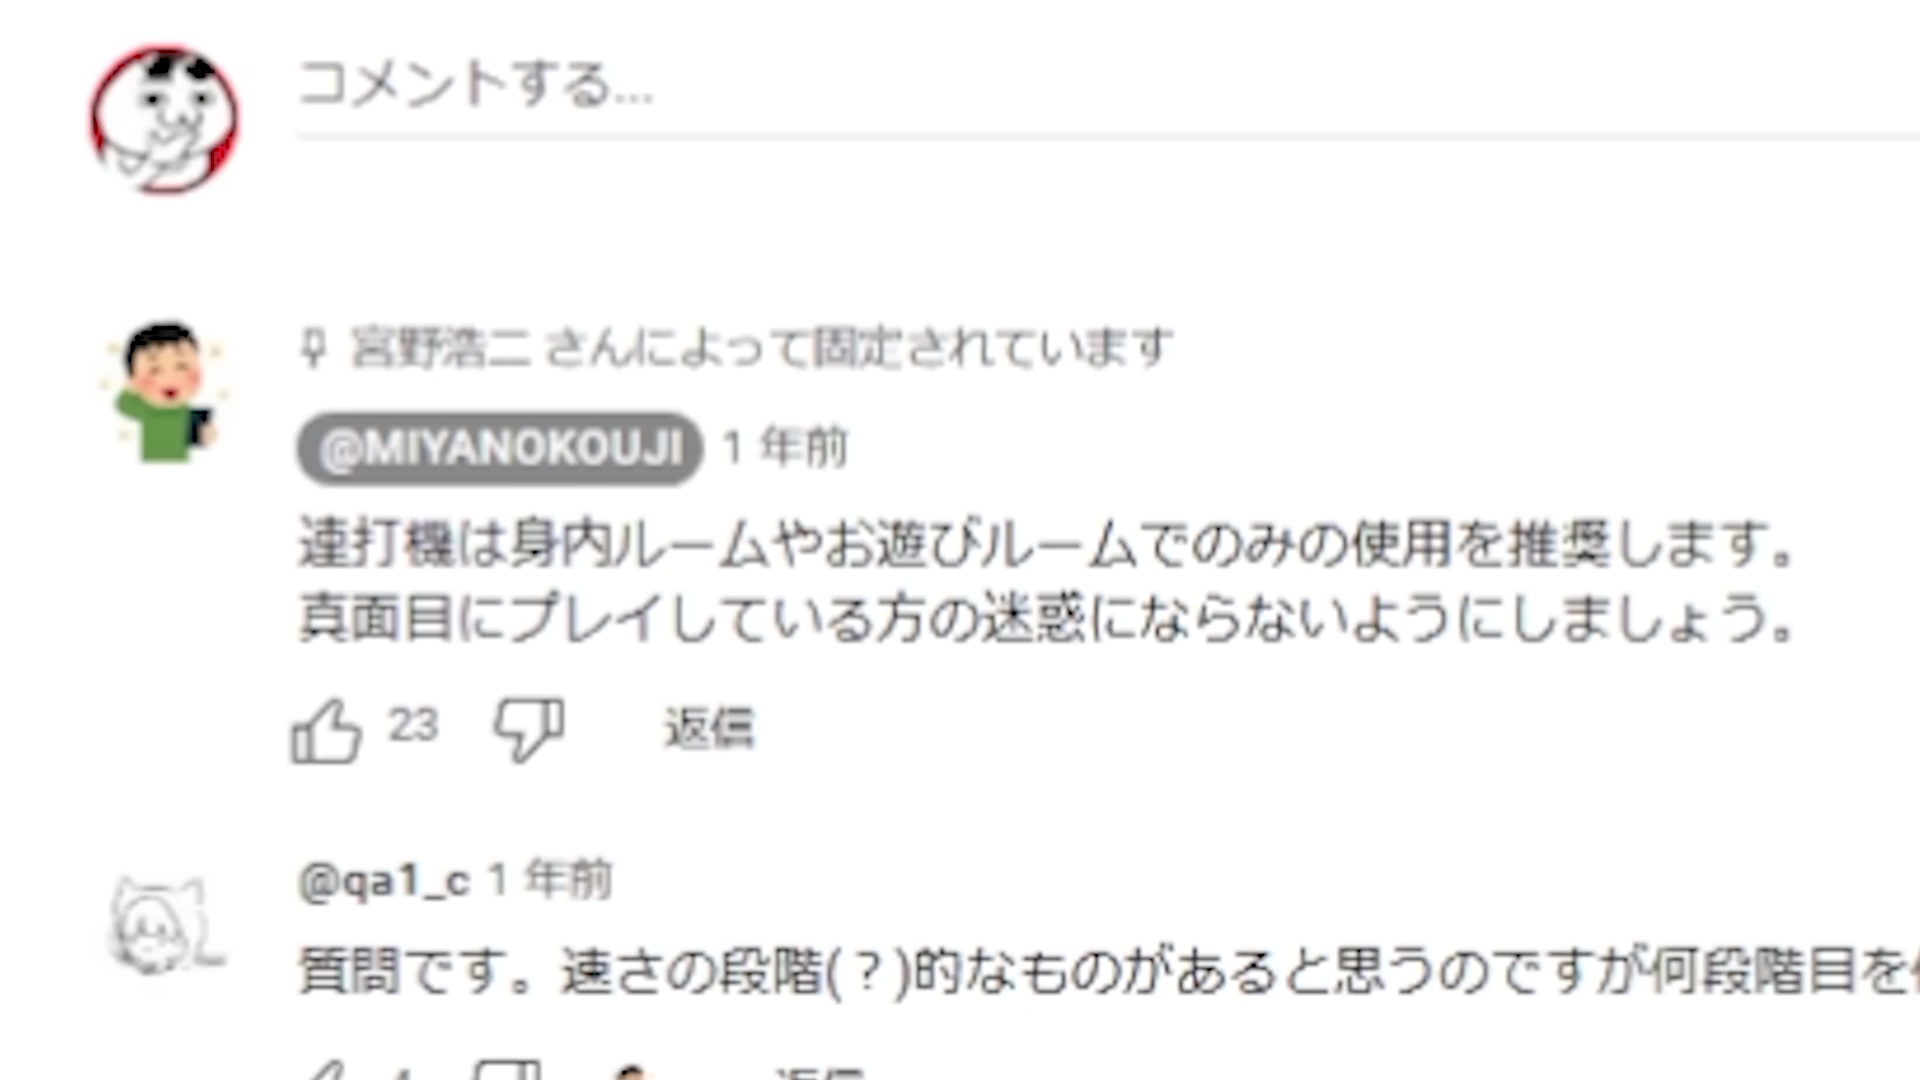 コメントする...
宮野浩二 さんによって固定されています
@MIYANOKOUJI 1 年前
連打機は身内ルームやお遊びルームでのみの使用を推奨します。
真面目にプレイしている方の迷惑にならないようにしましょう。
23 返信
@qa1_c 1 年前
質問です。速さの段階(？)的なものがあると思うのですが何段階目を
返信